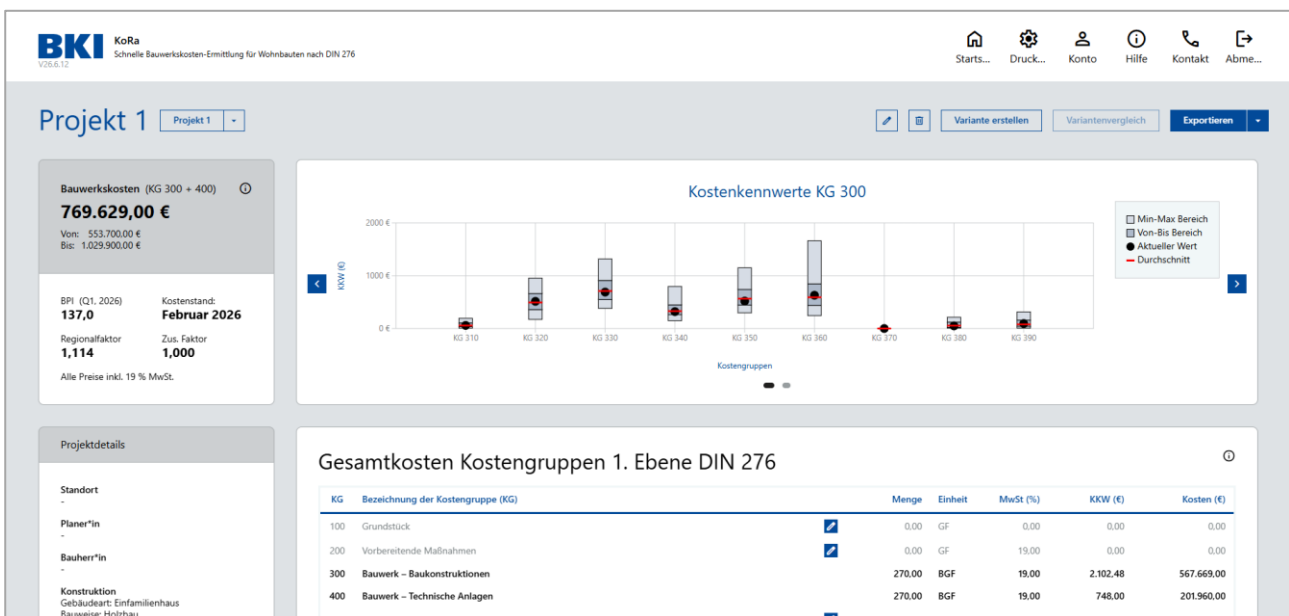 BKI
V26.6.12
KoRa
Schnelle Bauwerkskosten-Ermittlung für Wohnbauten nach DIN 276
Starts...
Druck...
Konto
Hilfe
Kontakt
Abme...
Projekt 1
Projekt 1
Variante erstellen
Variantenvergleich
Exportieren
Bauwerkskosten (KG 300 + 400)
769.629,00 €
Von: 553.700,00 €
Bis: 1.029.900,00 €
BPI (Q1, 2026) Kostenstand:
137,0 Februar 2026
Regionalfaktor Zus. Faktor
1,114 1,000
Alle Preise inkl. 19 % MwSt.
Kostenkennwerte KG 300
KKW (€)
2000 €
1000 €
0 €
KG 310 KG 320 KG 330 KG 340 KG 350 KG 360 KG 370 KG 380 KG 390
Kostengruppen
Min-Max Bereich
Von-Bis Bereich
Aktueller Wert
Durchschnitt
Projektdetails
Standort
-
Planer*in
-
Bauherr*in
-
Konstruktion
Gebäudeart: Einfamilienhaus
Bauweise: Holzbau
Gesamtkosten Kostengruppen 1. Ebene DIN 276
KG Bezeichnung der Kostengruppe (KG) Menge Einheit MwSt (%) KKW (€) Kosten (€)
100 Grundstück 0,00 GF 0,00 0,00 0,00
200 Vorbereitende Maßnahmen 0,00 GF 19,00 0,00 0,00
300 Bauwerk – Baukonstruktionen 270,00 BGF 19,00 2.102,48 567.669,00
400 Bauwerk – Technische Anlagen 270,00 BGF 19,00 748,00 201.960,00